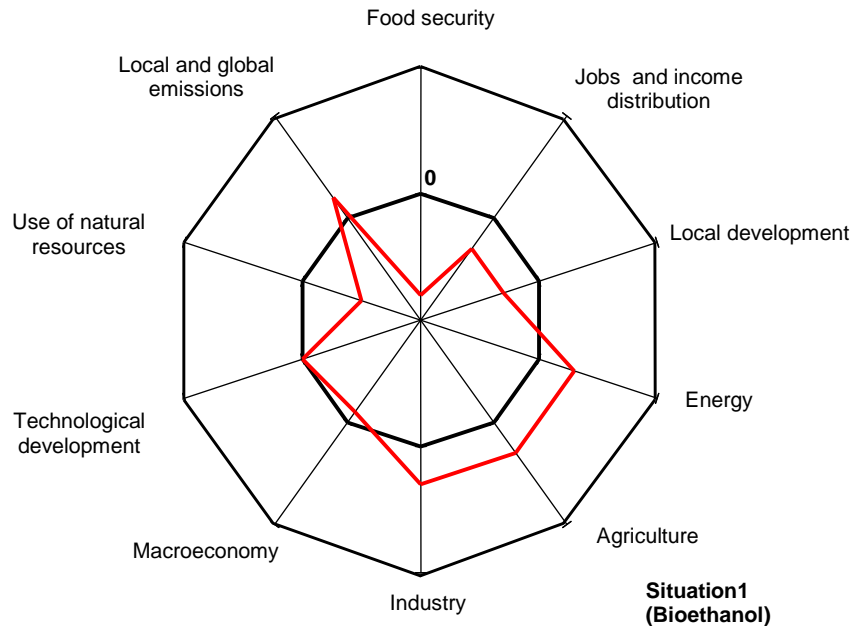 Food security
Local and global
emissions
Jobs and income
distribution
0
Use of natural
resources
Local development
Technological
development
Energy
Macroeconomy
Agriculture
Industry
Situation1
(Bioethanol)